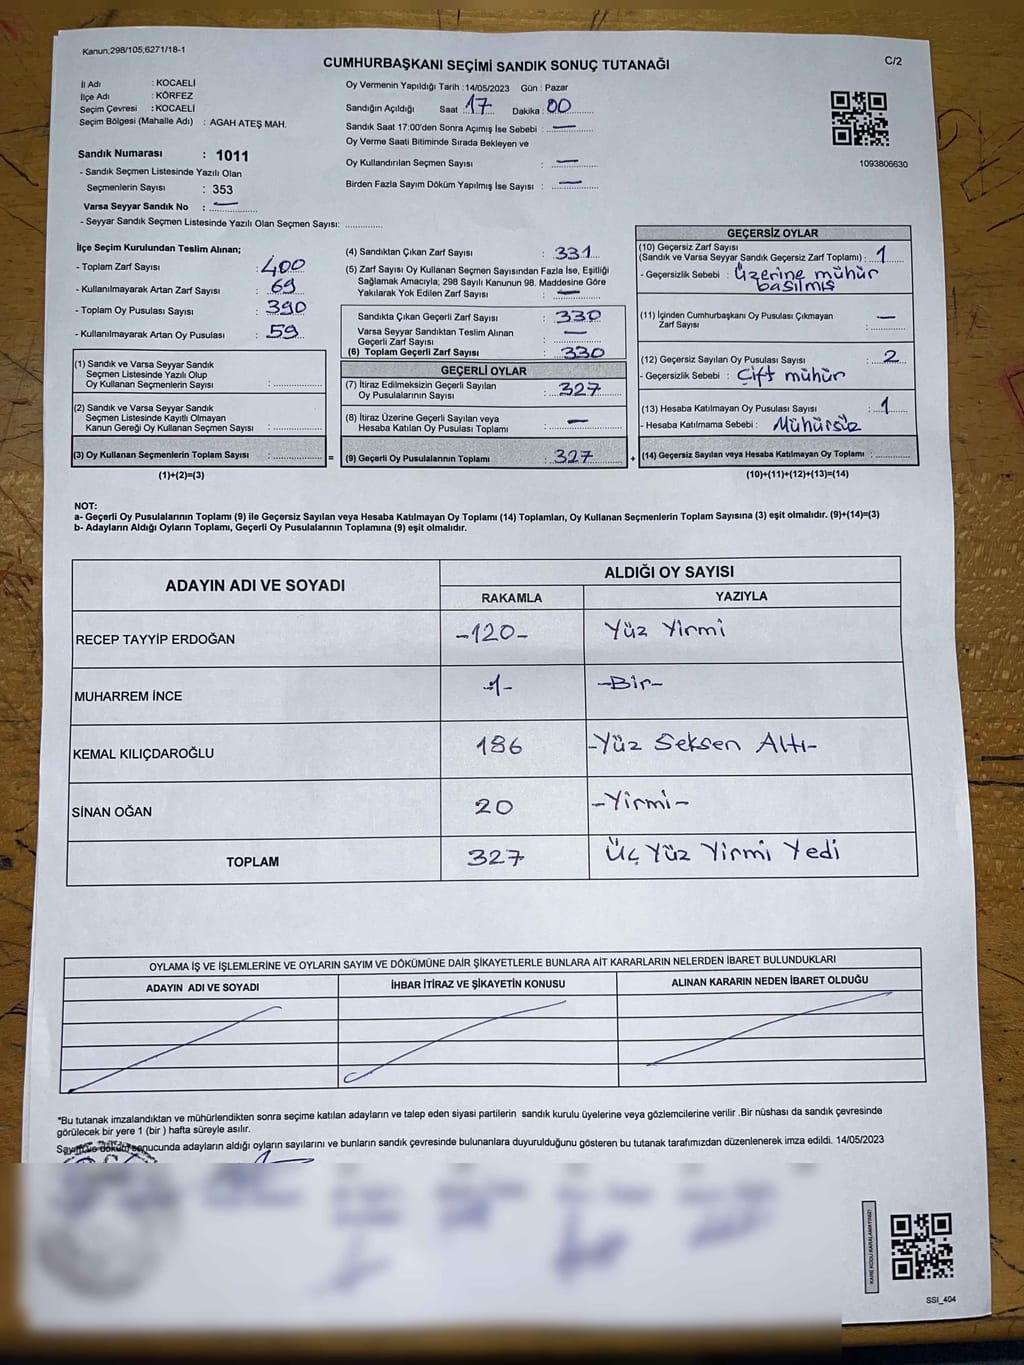 Kanun;298/105;6271/18-1
C/2
CUMHURBAŞKANI SEÇİMİ SANDIK SONUÇ TUTANAĞI
İl Adı : KOCAELİ
İlçe Adı : KÖRFEZ
Seçim Çevresi : KOCAELİ
Seçim Bölgesi (Mahalle Adı) : AGAH ATEŞ MAH.
Sandık Numarası : 1011
- Sandık Seçmen Listesinde Yazılı Olan
Seçmenlerin Sayısı : 353
Varsa Seyyar Sandık No : —
- Seyyar Sandık Seçmen Listesinde Yazılı Olan Seçmen Sayısı: ............
Oy Vermenin Yapıldığı Tarih : 14/05/2023 Gün : Pazar
Sandığın Açıldığı Saat 17 Dakika : 00
Sandık Saat 17:00'den Sonra Açımış İse Sebebi : —
Oy Verme Saati Bitiminde Sırada Bekleyen ve
Oy Kullandırılan Seçmen Sayısı : —
Birden Fazla Sayım Döküm Yapılmış İse Sayısı : —
1093806630
İlçe Seçim Kurulundan Teslim Alınan;
- Toplam Zarf Sayısı : 400
- Kullanılmayarak Artan Zarf Sayısı : 69
- Toplam Oy Pusulası Sayısı : 390
- Kullanılmayarak Artan Oy Pusulası : 59
(1) Sandık ve Varsa Seyyar Sandık
Seçmen Listesinde Yazılı Olup
Oy Kullanan Seçmenlerin Sayısı : ............
(2) Sandık ve Varsa Seyyar Sandık
Seçmen Listesinde Kayıtlı Olmayan
Kanun Gereği Oy Kullanan Seçmen Sayısı : ............
(3) Oy Kullanan Seçmenlerin Toplam Sayısı : ............ =
(1)+(2)=(3)
(4) Sandıktan Çıkan Zarf Sayısı : 331
(5) Zarf Sayısı Oy Kullanan Seçmen Sayısından Fazla İse, Eşitliği
Sağlamak Amacıyla; 298 Sayılı Kanunun 98. Maddesine Göre
Yakılarak Yok Edilen Zarf Sayısı : —
Sandıkta Çıkan Geçerli Zarf Sayısı : 330
Varsa Seyyar Sandıktan Teslim Alınan
Geçerli Zarf Sayısı : —
(6) Toplam Geçerli Zarf Sayısı : 330
GEÇERLİ OYLAR
(7) İtiraz Edilmeksizin Geçerli Sayılan
Oy Pusulalarının Sayısı : 327
(8) İtiraz Üzerine Geçerli Sayılan veya
Hesaba Katılan Oy Pusulası Toplamı : —
(9) Geçerli Oy Pusulalarının Toplamı : 327 +
GEÇERSİZ OYLAR
(10) Geçersiz Zarf Sayısı
(Sandık ve Varsa Seyyar Sandık Geçersiz Zarf Toplamı) : 1
- Geçersizlik Sebebi : Üzerine mühür
basılmış
(11) İçinden Cumhurbaşkanı Oy Pusulası Çıkmayan
Zarf Sayısı : —
(12) Geçersiz Sayılan Oy Pusulası Sayısı : 2
- Geçersizlik Sebebi : Çift mühür
(13) Hesaba Katılmayan Oy Pusulası Sayısı : 1
- Hesaba Katılmama Sebebi : Mühürsüz
(14) Geçersiz Sayılan veya Hesaba Katılmayan Oy Toplamı : ............
(10)+(11)+(12)+(13)=(14)
NOT:
a- Geçerli Oy Pusulalarının Toplamı (9) ile Geçersiz Sayılan veya Hesaba Katılmayan Oy Toplamı (14) Toplamları, Oy Kullanan Seçmenlerin Toplam Sayısına (3) eşit olmalıdır. (9)+(14)=(3)
b- Adayların Aldığı Oyların Toplamı, Geçerli Oy Pusulalarının Toplamına (9) eşit olmalıdır.
ADAYIN ADI VE SOYADI
ALDIĞI OY SAYISI
RAKAMLA YAZIYLA
RECEP TAYYİP ERDOĞAN -120- Yüz Yirmi
MUHARREM İNCE -1- -Bir-
KEMAL KILIÇDAROĞLU 186 -Yüz Seksen Altı-
SİNAN OĞAN 20 -Yirmi-
TOPLAM 327 Üç Yüz Yirmi Yedi
OYLAMA İŞ VE İŞLEMLERİNE VE OYLARIN SAYIM VE DÖKÜMÜNE DAİR ŞİKAYETLERLE BUNLARA AİT KARARLARIN NELERDEN İBARET BULUNDUKLARI
ADAYIN ADI VE SOYADI İHBAR İTİRAZ VE ŞİKAYETİN KONUSU ALINAN KARARIN NEDEN İBARET OLDUĞU
*Bu tutanak imzalandıktan ve mühürlendikten sonra seçime katılan adayların ve talep eden siyasi partilerin sandık kurulu üyelerine veya gözlemcilerine verilir .Bir nüshası da sandık çevresinde
görülecek bir yere 1 (bir ) hafta süreyle asılır.
Sayım ve döküm sonucunda adayların aldığı oyların sayılarını ve bunların sandık çevresinde bulunanlara duyurulduğunu gösteren bu tutanak tarafımızdan düzenlenerek imza edildi. 14/05/2023
SSI_404